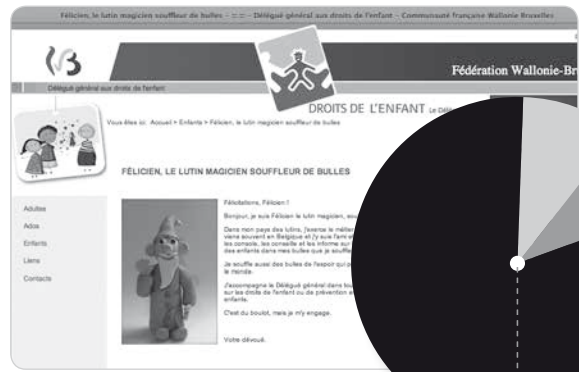 Félicien, le lutin magicien souffleur de bulles - :: :: - Délégué général aux droits de l'enfant - Communauté française Wallonie Bruxelles
Fédération Wallonie-Br
Délégué général aux droits de l'enfant
DROITS DE L'ENFANT Le Délé
Vous êtes ici: Accueil > Enfants > Félicien, le lutin magicien souffleur de bulles
FÉLICIEN, LE LUTIN MAGICIEN SOUFFLEUR DE BULLES
Adultes
Ados
Enfants
Liens
Contacts
Félicitations, Félicien !
Bonjour, je suis Félicien le lutin magicien, sou
Dans mon pays des lutins, j'exerce le métier
viens souvent en Belgique et j'y suis l'ami
les console, les conseille et les informe sur
des enfants dans mes bulles que je souffle
Je souffle aussi des bulles de l'espoir qui p
le monde.
J'accompagne le Délégué général dans tou
sur les droits de l'enfant ou de prévention
enfants.
C'est du boulot, mais je m'y engage.
Votre dévoué.